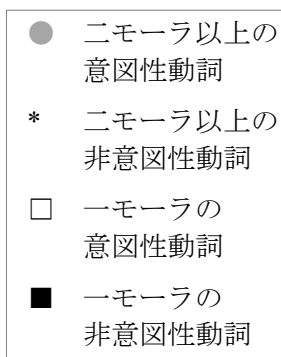 ● 二モーラ以上の
意図性動詞
* 二モーラ以上の
非意図性動詞
□ 一モーラの
意図性動詞
■ 一モーラの
非意図性動詞